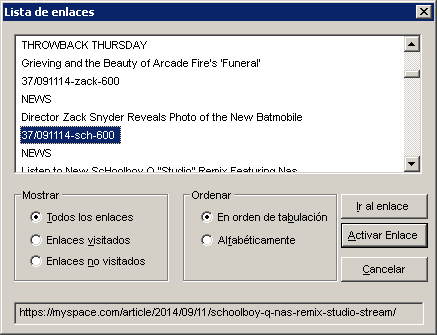 Lista de enlaces
THROWBACK THURSDAY
Grieving and the Beauty of Arcade Fire's 'Funeral'
37/091114-zack-600
NEWS
Director Zack Snyder Reveals Photo of the New Batmobile
37/091114-sch-600
NEWS
Listen to New ScHoolboy Q "Studio" Remix Featuring Nas
Mostrar
Todos los enlaces
Enlaces visitados
Enlaces no visitados
Ordenar
En orden de tabulación
Alfabéticamente
Ir al enlace
Activar Enlace
Cancelar
https://myspace.com/article/2014/09/11/schoolboy-q-nas-remix-studio-stream/